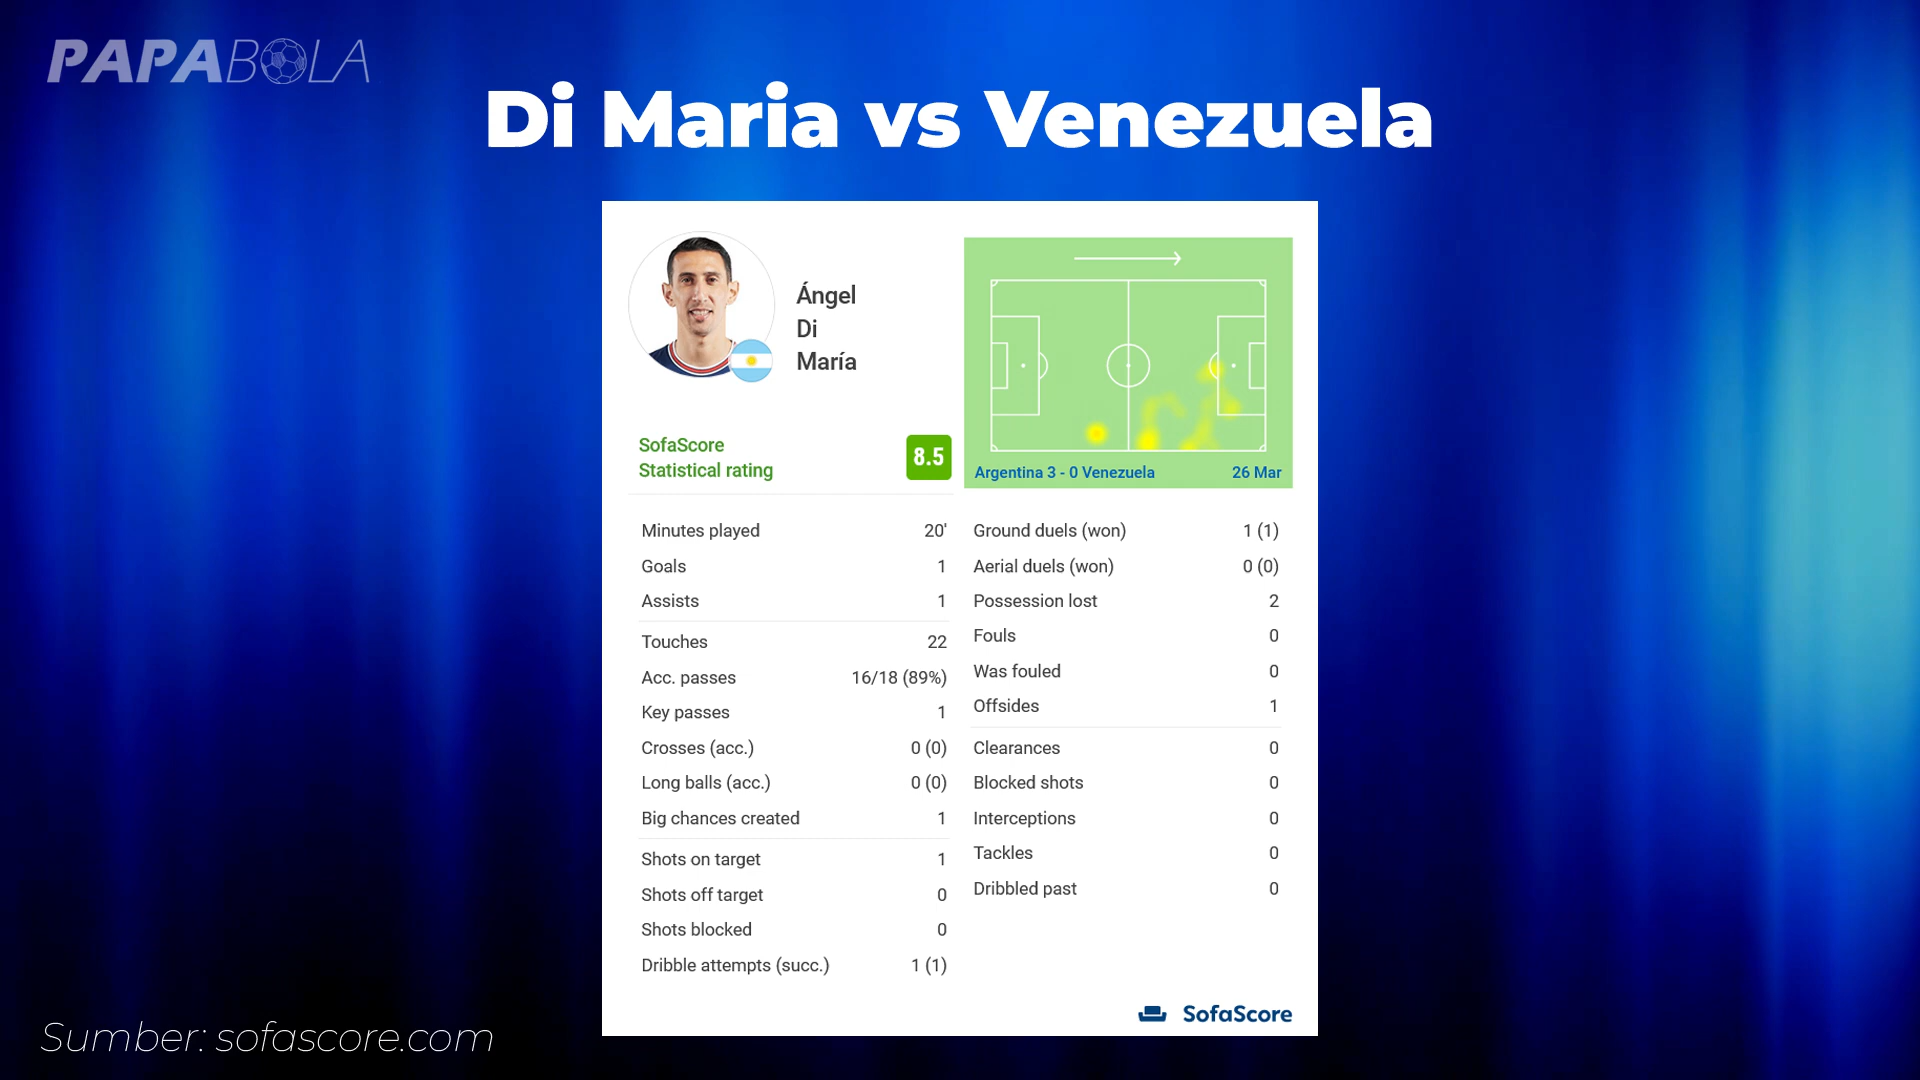 PAPABOLA
Di Maria vs Venezuela
Ángel
Di
María
SofaScore
Statistical rating
8.5
Argentina 3 - 0 Venezuela 26 Mar
Minutes played 20'
Goals 1
Assists 1
Touches 22
Acc. passes 16/18 (89%)
Key passes 1
Crosses (acc.) 0 (0)
Long balls (acc.) 0 (0)
Big chances created 1
Shots on target 1
Shots off target 0
Shots blocked 0
Dribble attempts (succ.) 1 (1)
Ground duels (won) 1 (1)
Aerial duels (won) 0 (0)
Possession lost 2
Fouls 0
Was fouled 0
Offsides 1
Clearances 0
Blocked shots 0
Interceptions 0
Tackles 0
Dribbled past 0
SofaScore
Sumber: sofascore.com